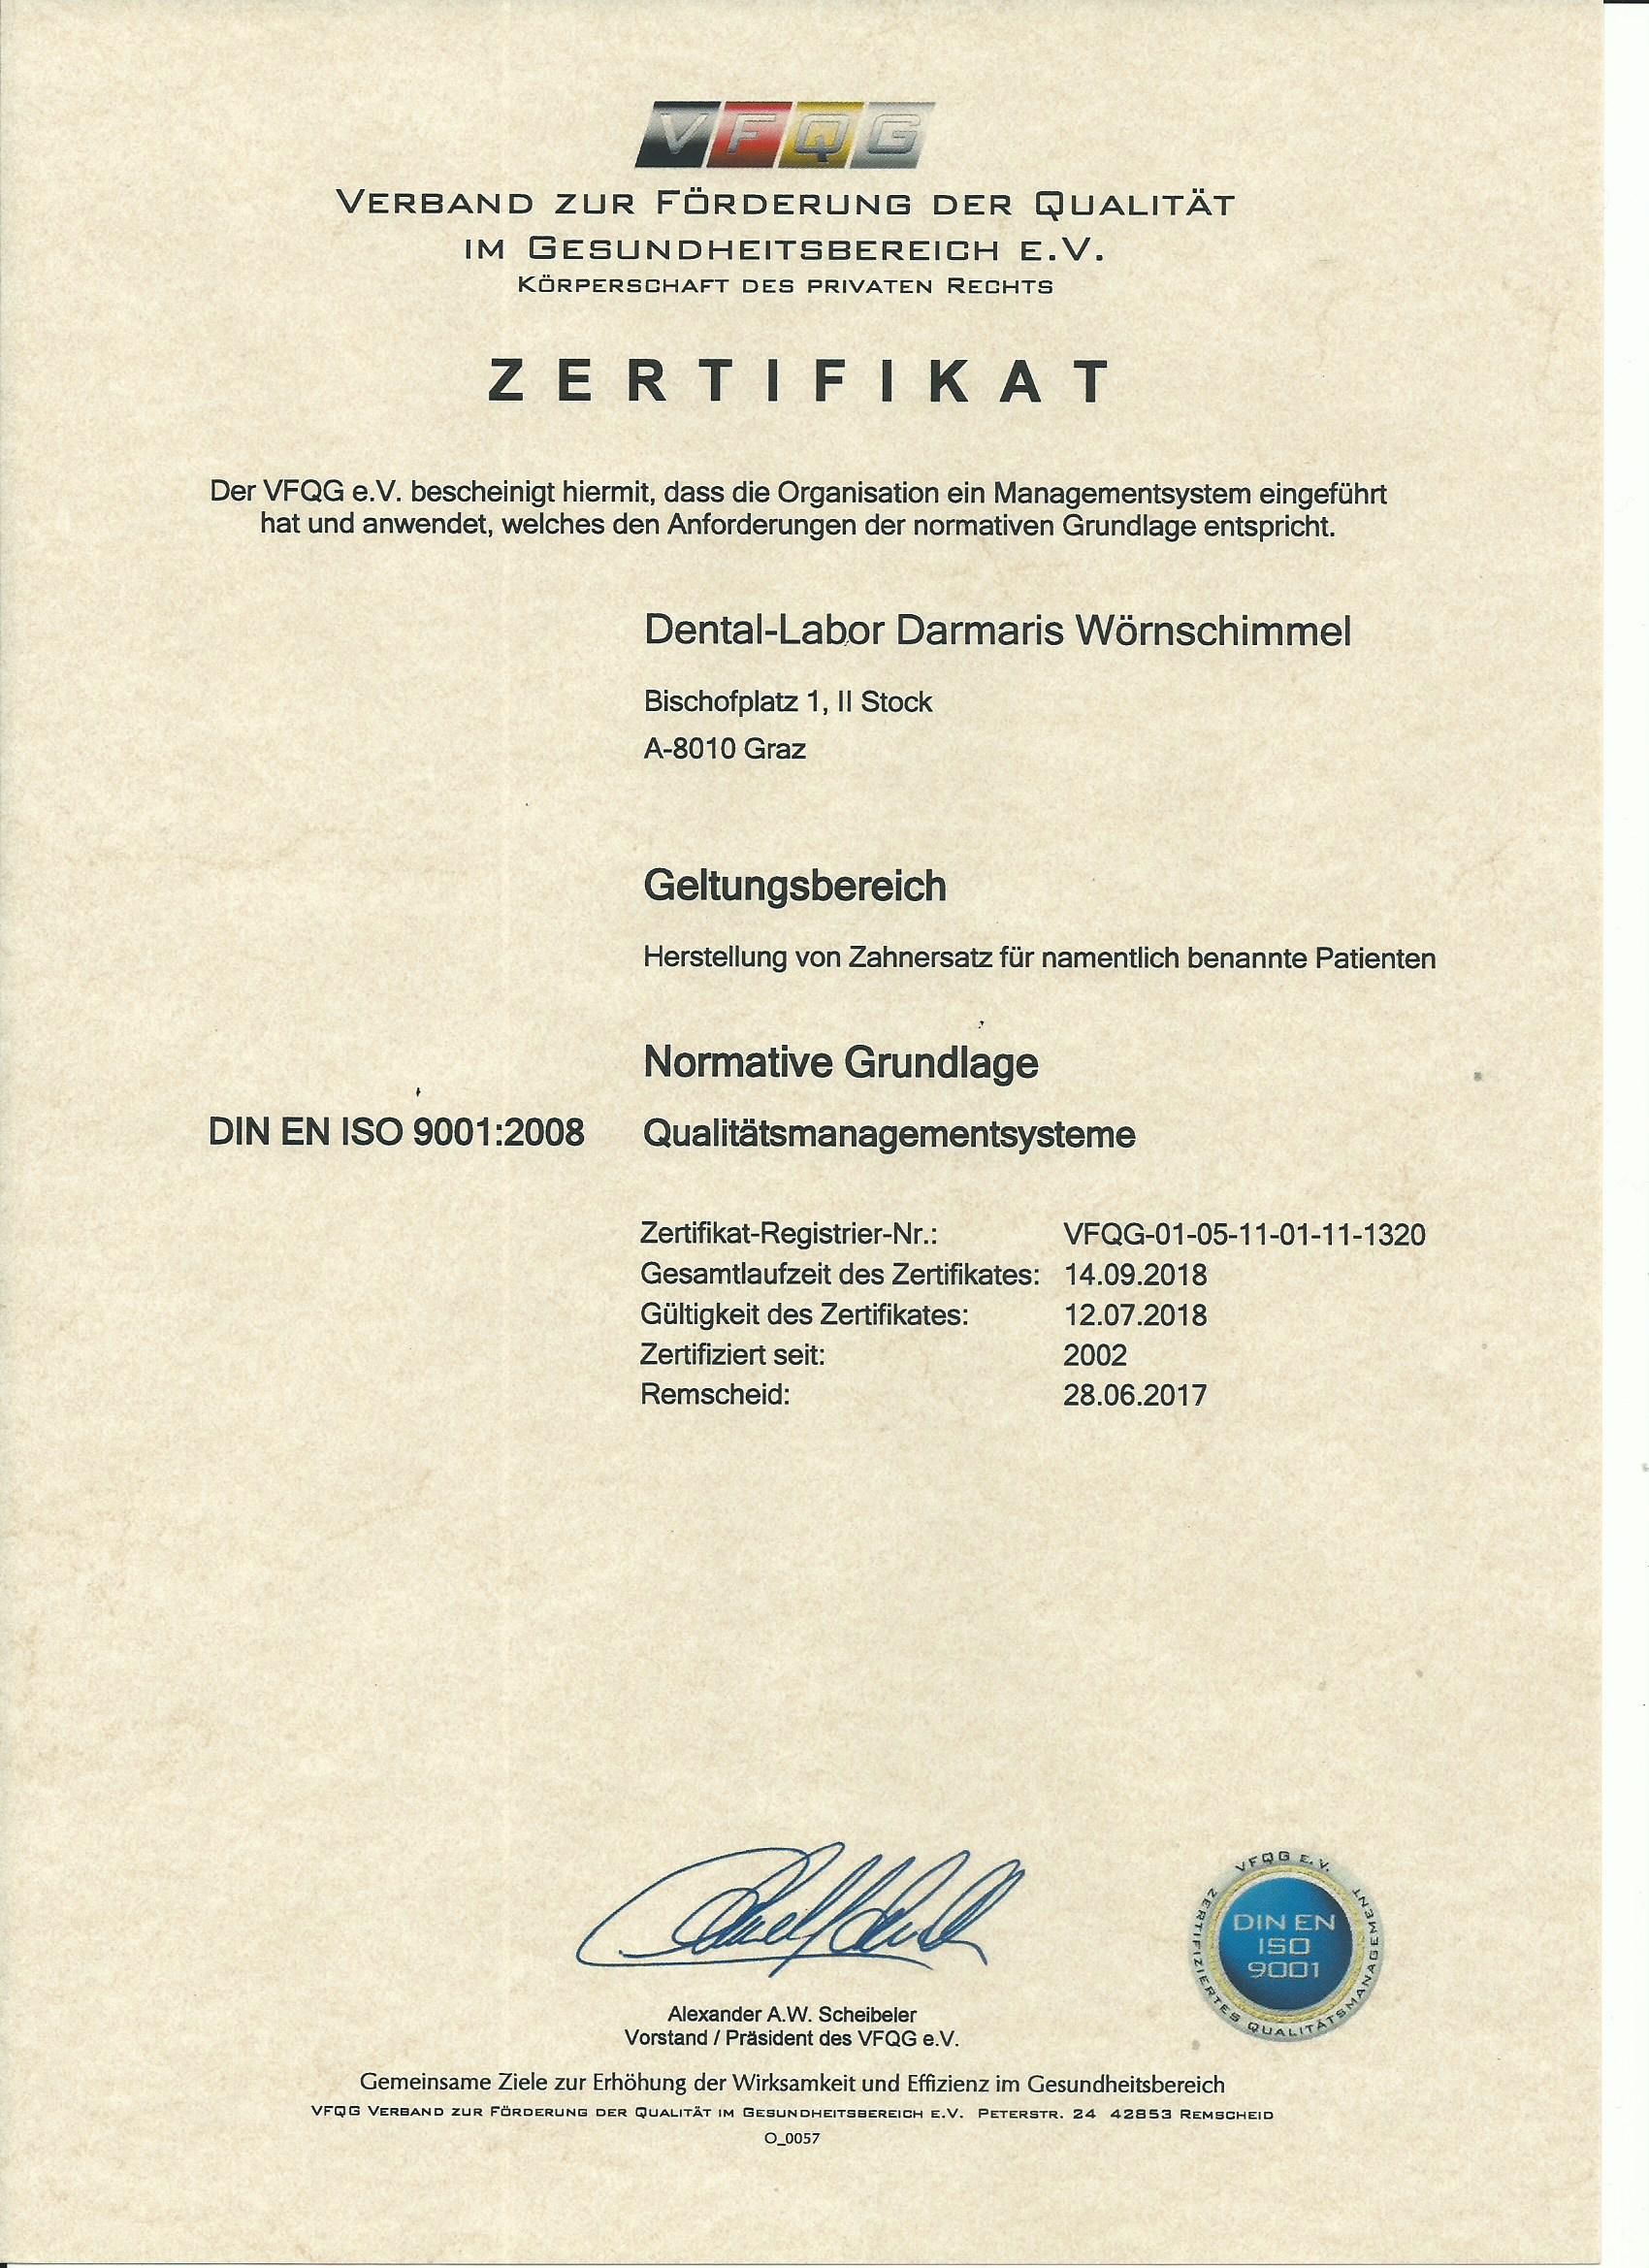 VFQG
VERBAND ZUR FÖRDERUNG DER QUALITÄT
IM GESUNDHEITSBEREICH E.V.
KÖRPERSCHAFT DES PRIVATEN RECHTS
ZERTIFIKAT
Der VFQG e.V. bescheinigt hiermit, dass die Organisation ein Managementsystem eingeführt
hat und anwendet, welches den Anforderungen der normativen Grundlage entspricht.
Dental-Labor Darmaris Wörnschimmel
Bischofplatz 1, II Stock
A-8010 Graz
Geltungsbereich
Herstellung von Zahnersatz für namentlich benannte Patienten
Normative Grundlage
DIN EN ISO 9001:2008 Qualitätsmanagementsysteme
Zertifikat-Registrier-Nr.: VFQG-01-05-11-01-11-1320
Gesamtlaufzeit des Zertifikates: 14.09.2018
Gültigkeit des Zertifikates: 12.07.2018
Zertifiziert seit: 2002
Remscheid: 28.06.2017
VFQG E.V.
ZERTIFIZIERTES QUALITÄTSMANAGEMENT
DIN EN
ISO
9001
Alexander A.W. Scheibeler
Vorstand / Präsident des VFQG e.V.
Gemeinsame Ziele zur Erhöhung der Wirksamkeit und Effizienz im Gesundheitsbereich
VFQG VERBAND ZUR FÖRDERUNG DER QUALITÄT IM GESUNDHEITSBEREICH E.V. PETERSTR. 24 42853 REMSCHEID
O_0057